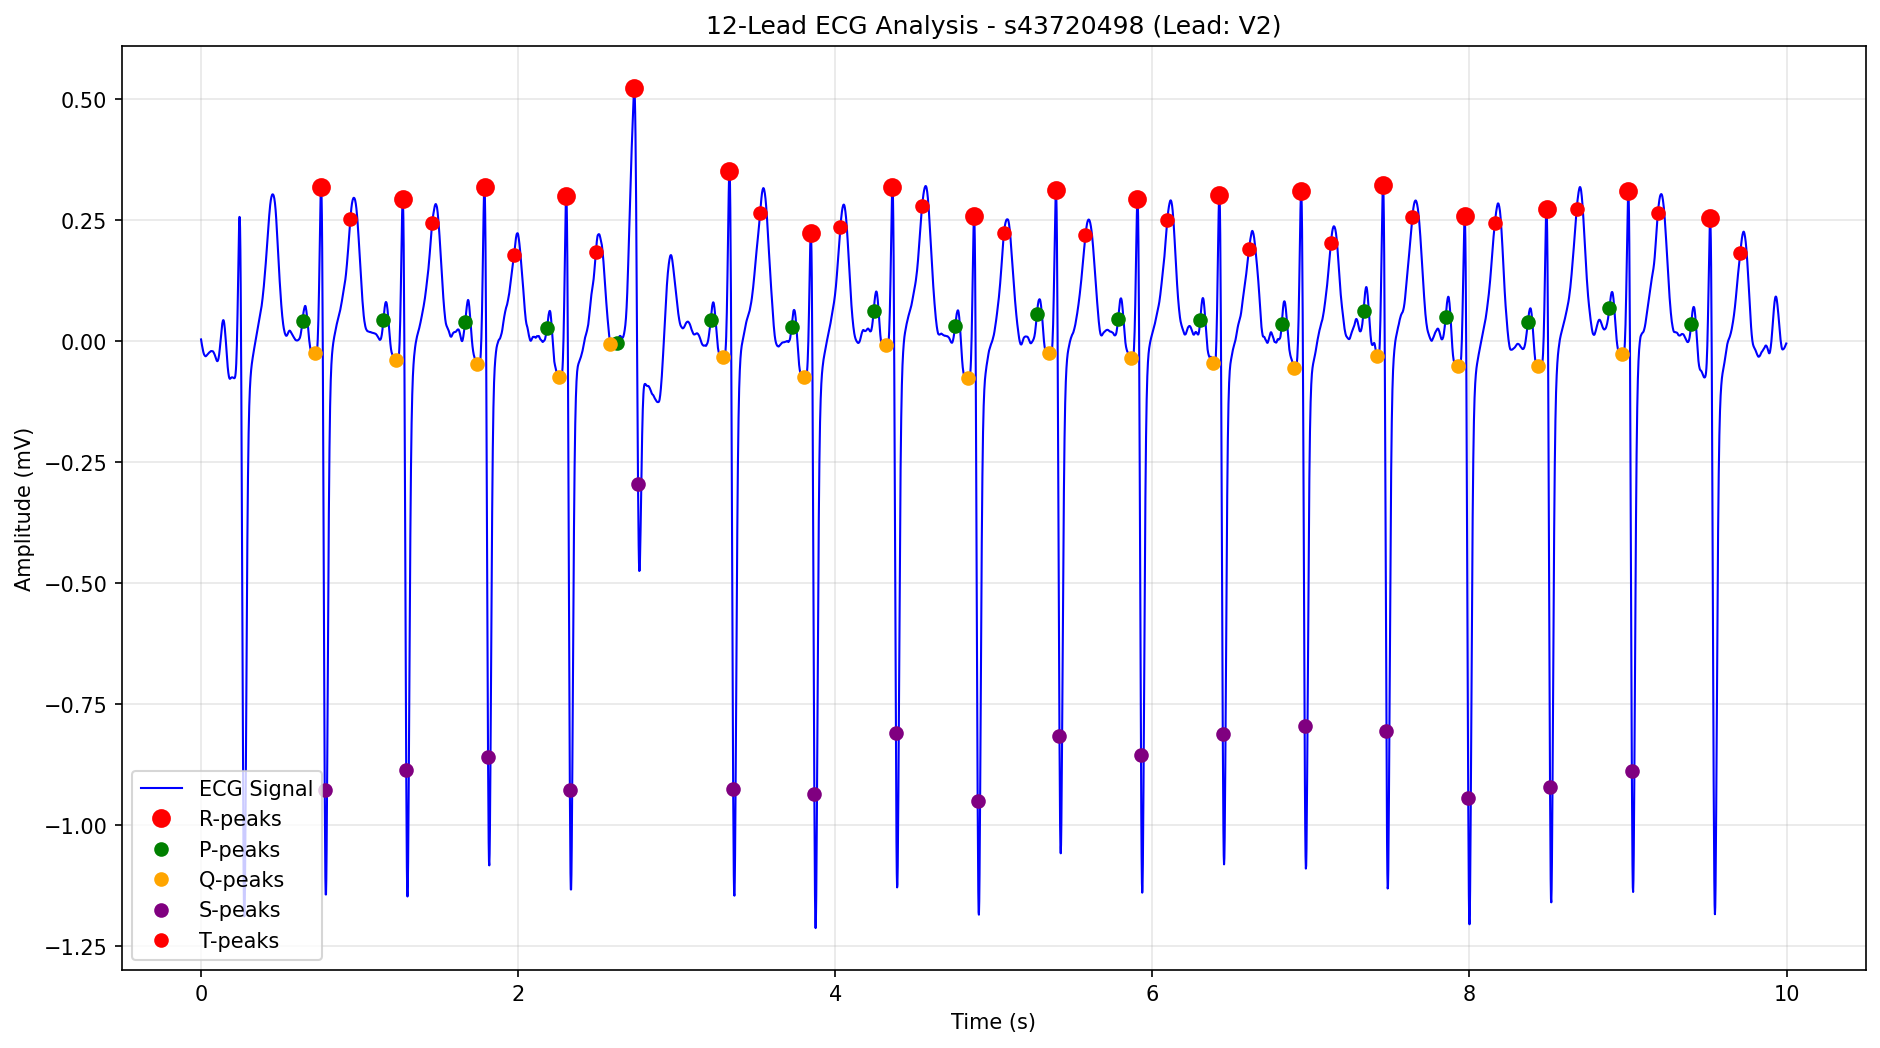 12-Lead ECG Analysis - s43720498 (Lead: V2)
Amplitude (mV)
0.50
0.25
0.00
−0.25
−0.50
−0.75
−1.00
−1.25
ECG Signal
R-peaks
P-peaks
Q-peaks
S-peaks
T-peaks
0 2 4 6 8 10
Time (s)